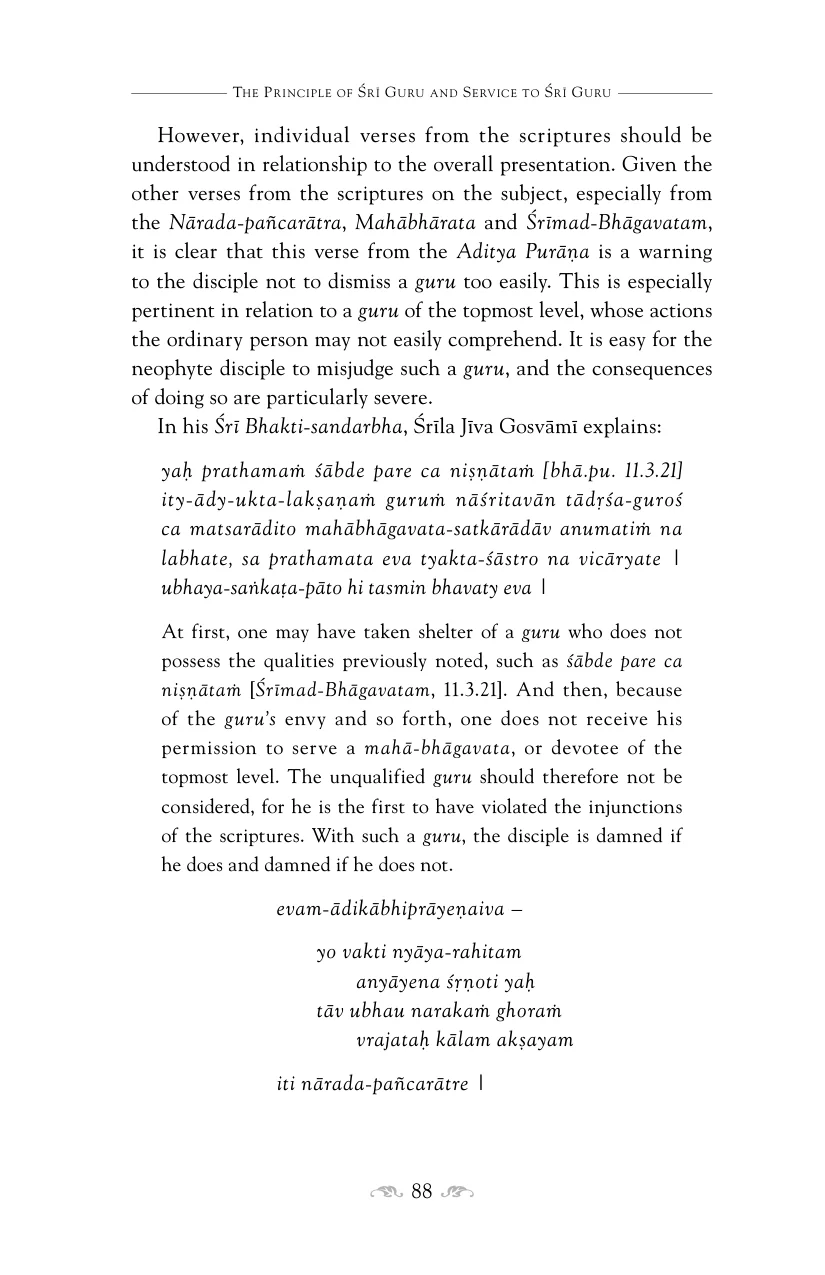 The Principle of Śrī Guru and Service to Śrī Guru
However, individual verses from the scriptures should be
understood in relationship to the overall presentation. Given the
other verses from the scriptures on the subject, especially from
the Nārada-pañcarātra, Mahābhārata and Śrīmad-Bhāgavatam,
it is clear that this verse from the Aditya Purāṇa is a warning
to the disciple not to dismiss a guru too easily. This is especially
pertinent in relation to a guru of the topmost level, whose actions
the ordinary person may not easily comprehend. It is easy for the
neophyte disciple to misjudge such a guru, and the consequences
of doing so are particularly severe.
In his Śrī Bhakti-sandarbha, Śrīla Jīva Gosvāmī explains:
yaḥ prathamaṁ śābde pare ca niṣṇātaṁ [bhā.pu. 11.3.21]
ity-ādy-ukta-lakṣaṇaṁ guruṁ nāśritavān tādṛśa-guroś
ca matsarādito mahābhāgavata-satkārādāv anumatiṁ na
labhate, sa prathamata eva tyakta-śāstro na vicāryate |
ubhaya-saṅkaṭa-pāto hi tasmin bhavaty eva |
At first, one may have taken shelter of a guru who does not
possess the qualities previously noted, such as śābde pare ca
niṣṇātaṁ [Śrīmad-Bhāgavatam, 11.3.21]. And then, because
of the guru’s envy and so forth, one does not receive his
permission to serve a mahā-bhāgavata, or devotee of the
topmost level. The unqualified guru should therefore not be
considered, for he is the first to have violated the injunctions
of the scriptures. With such a guru, the disciple is damned if
he does and damned if he does not.
evam-ādikābhiprāyeṇaiva –
yo vakti nyāya-rahitam
anyāyena śṛṇoti yaḥ
tāv ubhau narakaṁ ghoraṁ
vrajataḥ kālam akṣayam
iti nārada-pañcarātre |
88